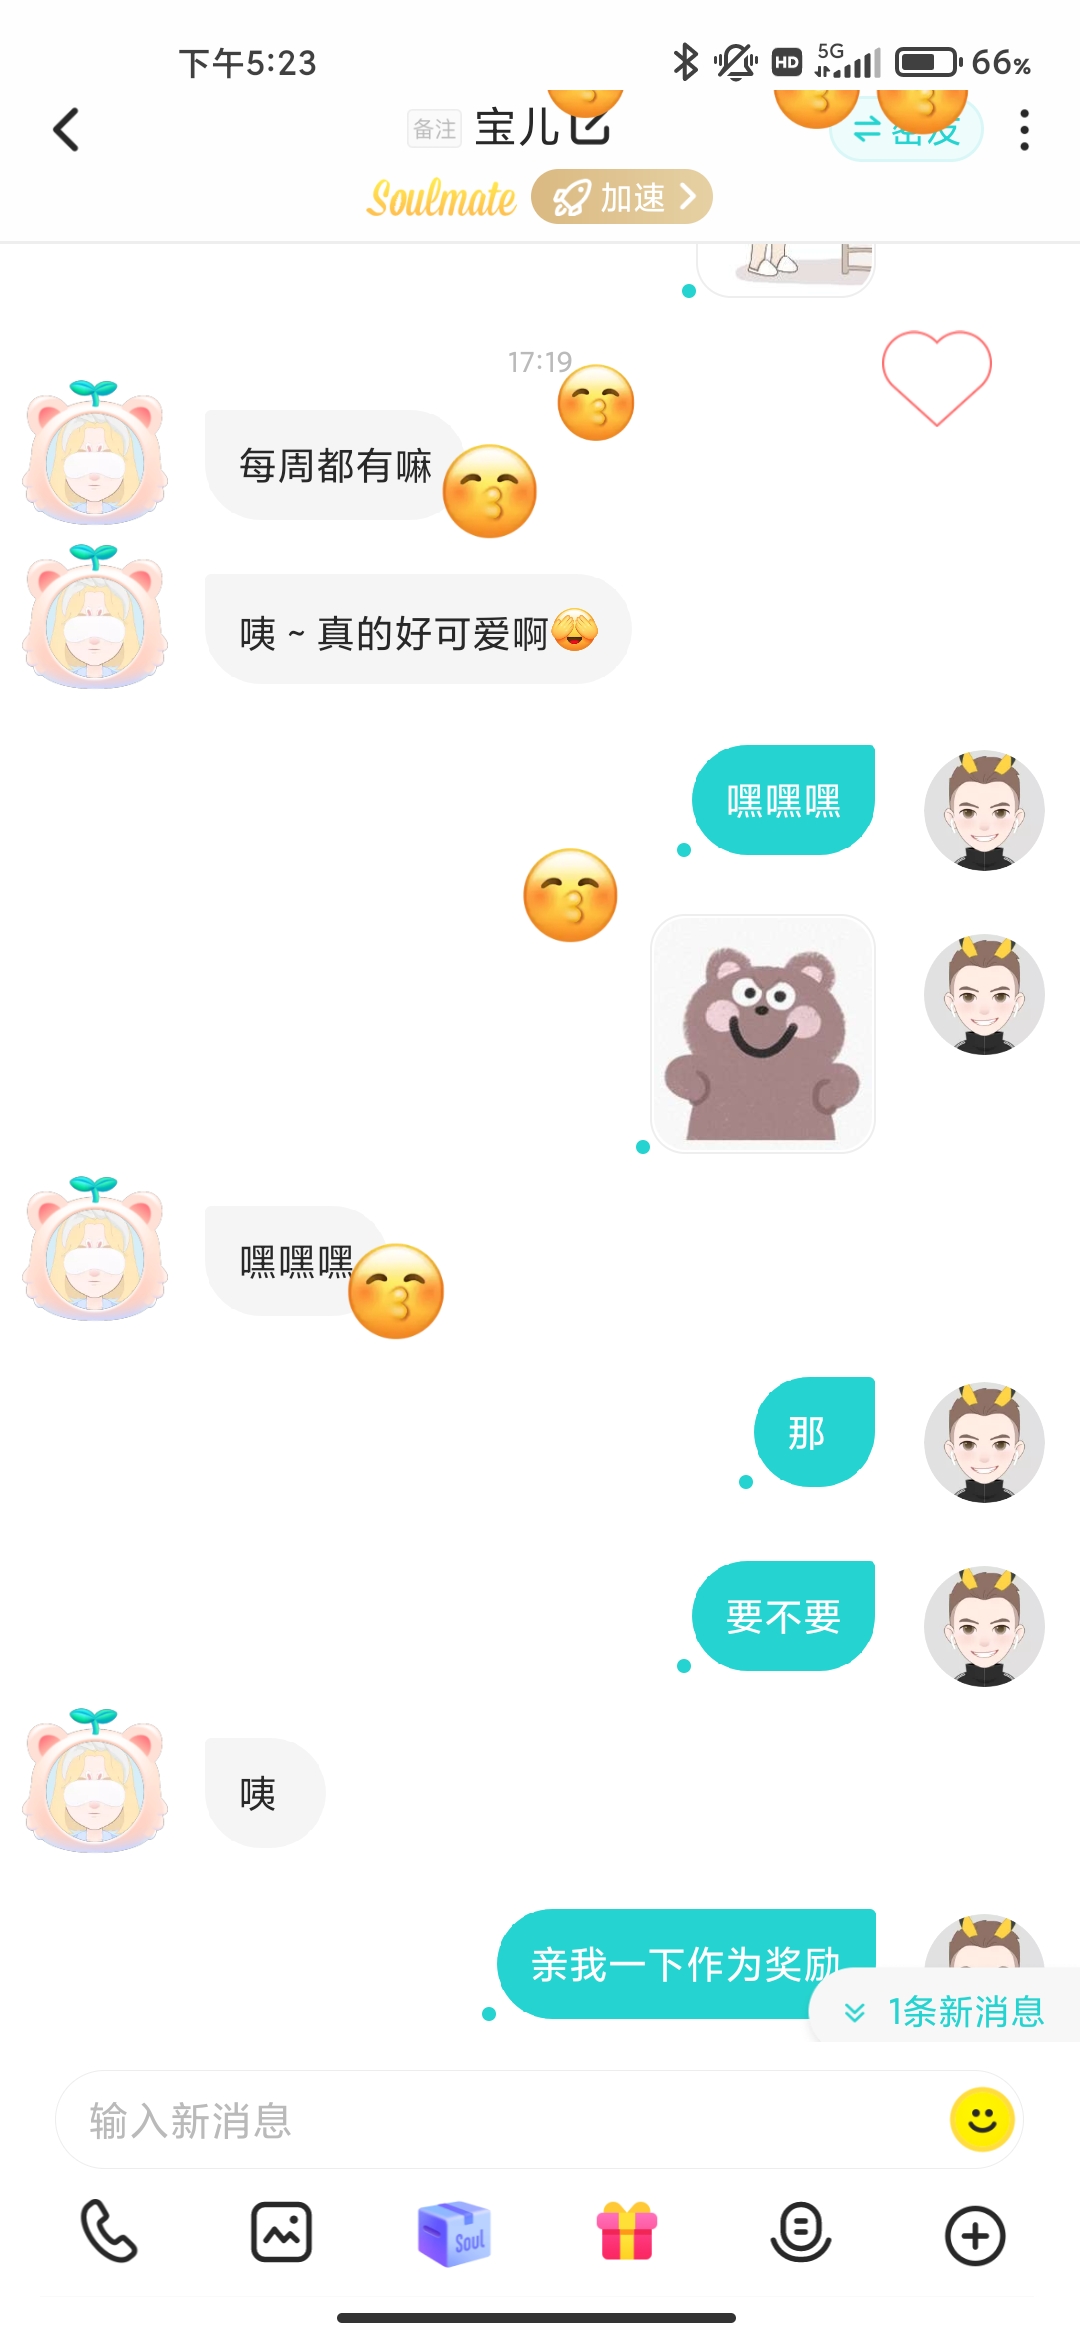 下午5:23
HD
5G
66%
备注 宝儿
密友
Soulmate
加速
17:19
每周都有嘛
咦 ~ 真的好可爱啊
嘿嘿嘿
嘿嘿嘿
那
要不要
咦
亲我一下作为奖励
1条新消息
输入新消息
Soul